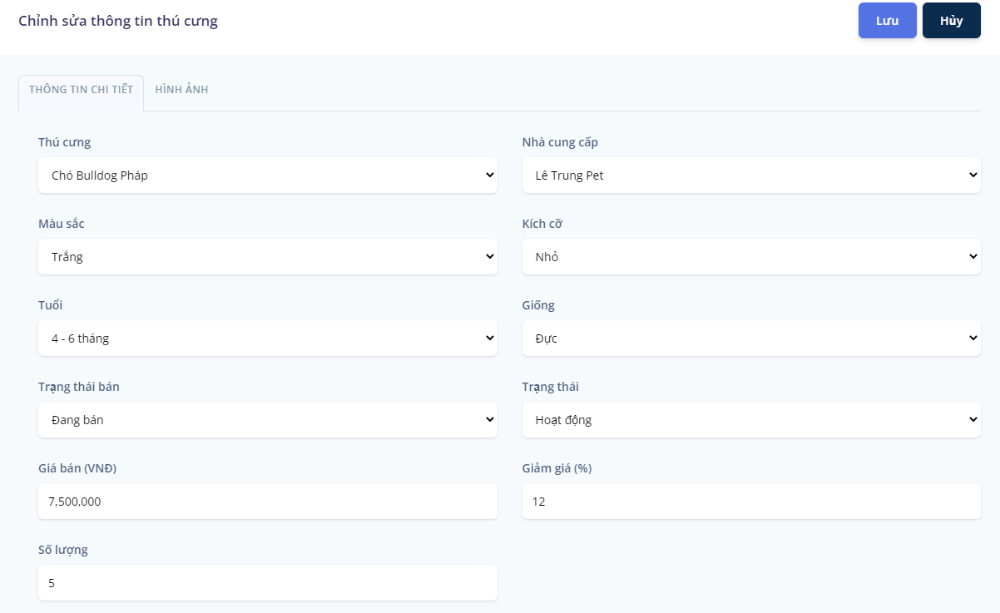 Chỉnh sửa thông tin thú cưng
Lưu
Hủy
THÔNG TIN CHI TIẾT
HÌNH ẢNH
Thú cưng
Nhà cung cấp
Chó Bulldog Pháp
Lê Trung Pet
Màu sắc
Kích cỡ
Trắng
Nhỏ
Tuổi
Giống
4 - 6 tháng
Đực
Trạng thái bán
Trạng thái
Đang bán
Hoạt động
Giá bán (VNĐ)
Giảm giá (%)
7,500,000
12
Số lượng
5